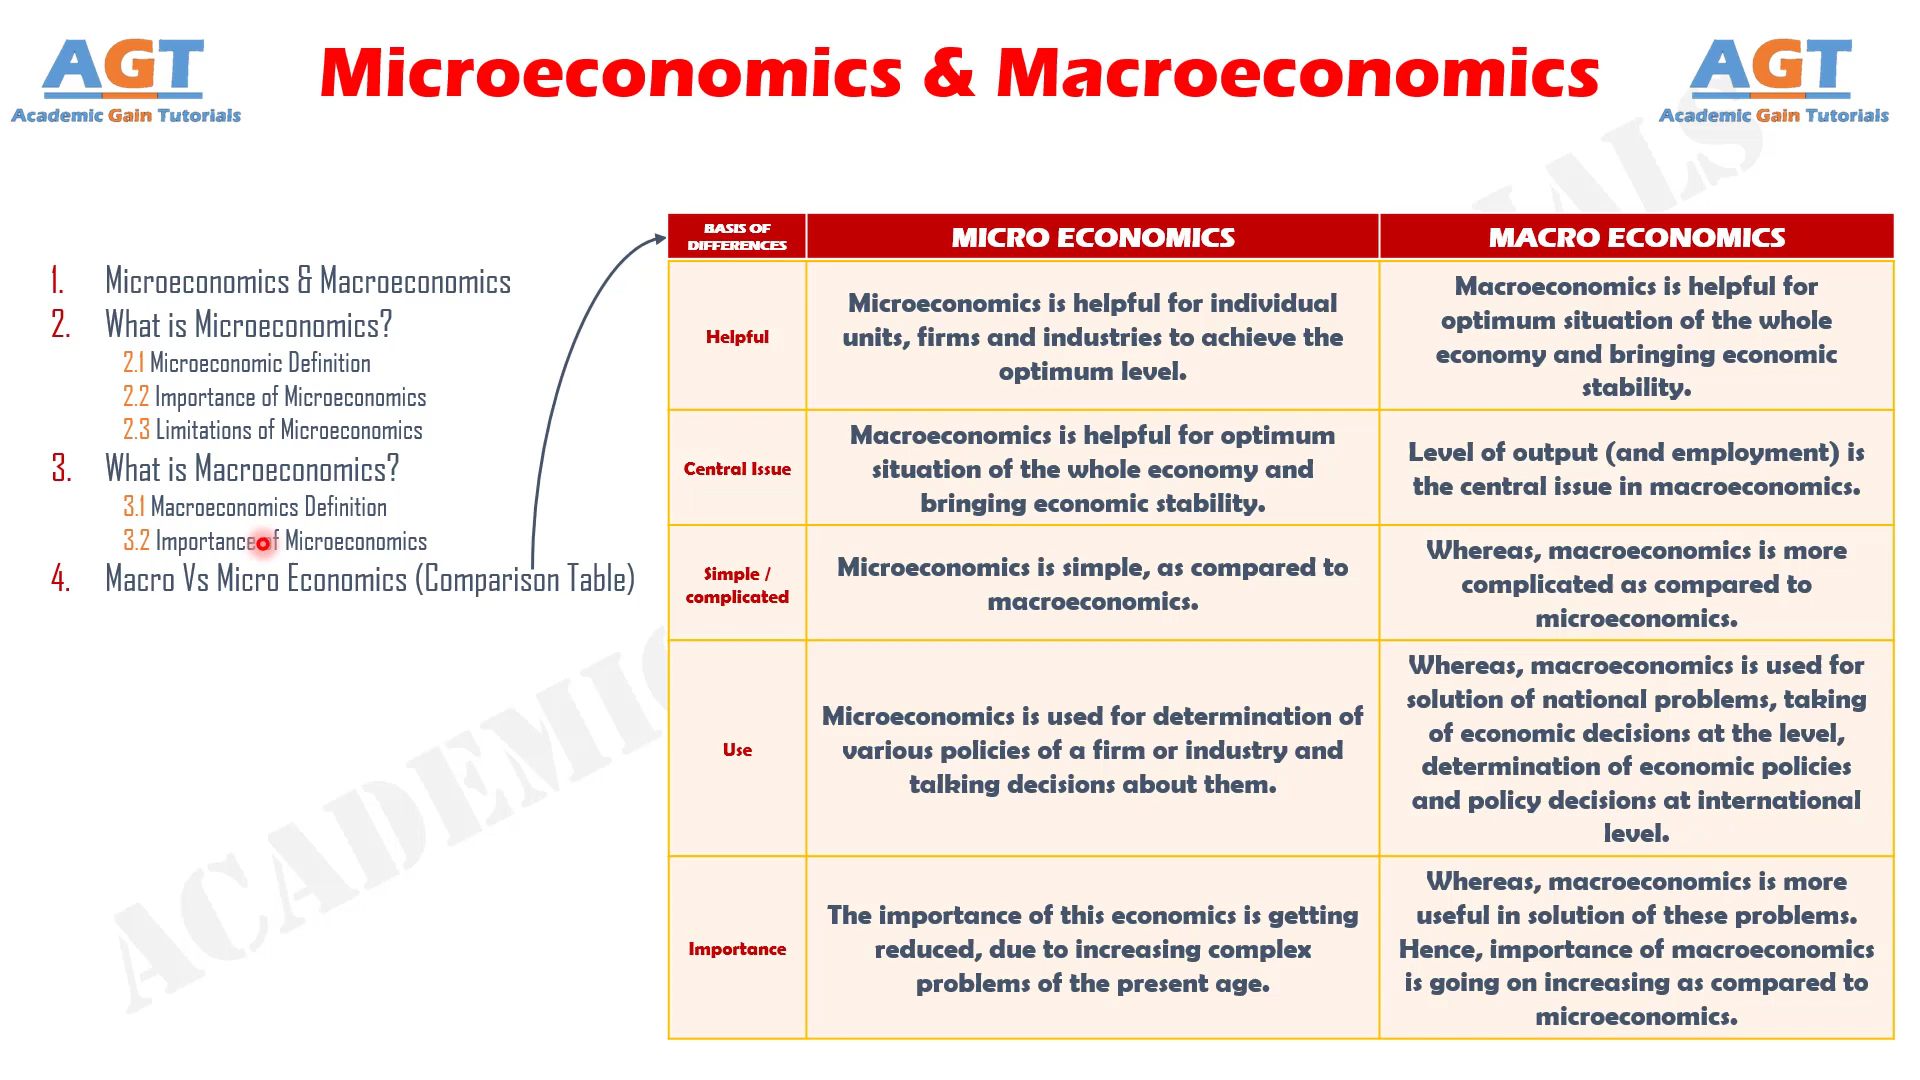 AGT
Academic Gain Tutorials
Microeconomics & Macroeconomics
AGT
Academic Gain Tutorials
1. Microeconomics & Macroeconomics
2. What is Microeconomics?
2.1 Microeconomic Definition
2.2 Importance of Microeconomics
2.3 Limitations of Microeconomics
3. What is Macroeconomics?
3.1 Macroeconomics Definition
3.2 Importance of Microeconomics
4. Macro Vs Micro Economics (Comparison Table)
BASIS OF
DIFFERENCES
MICRO ECONOMICS
MACRO ECONOMICS
Helpful
Microeconomics is helpful for individual
units, firms and industries to achieve the
optimum level.
Macroeconomics is helpful for
optimum situation of the whole
economy and bringing economic
stability.
Central Issue
Macroeconomics is helpful for optimum
situation of the whole economy and
bringing economic stability.
Level of output (and employment) is
the central issue in macroeconomics.
Simple /
complicated
Microeconomics is simple, as compared to
macroeconomics.
Whereas, macroeconomics is more
complicated as compared to
microeconomics.
Use
Microeconomics is used for determination of
various policies of a firm or industry and
talking decisions about them.
Whereas, macroeconomics is used for
solution of national problems, taking
of economic decisions at the level,
determination of economic policies
and policy decisions at international
level.
Importance
The importance of this economics is getting
reduced, due to increasing complex
problems of the present age.
Whereas, macroeconomics is more
useful in solution of these problems.
Hence, importance of macroeconomics
is going on increasing as compared to
microeconomics.
ACADEMIC